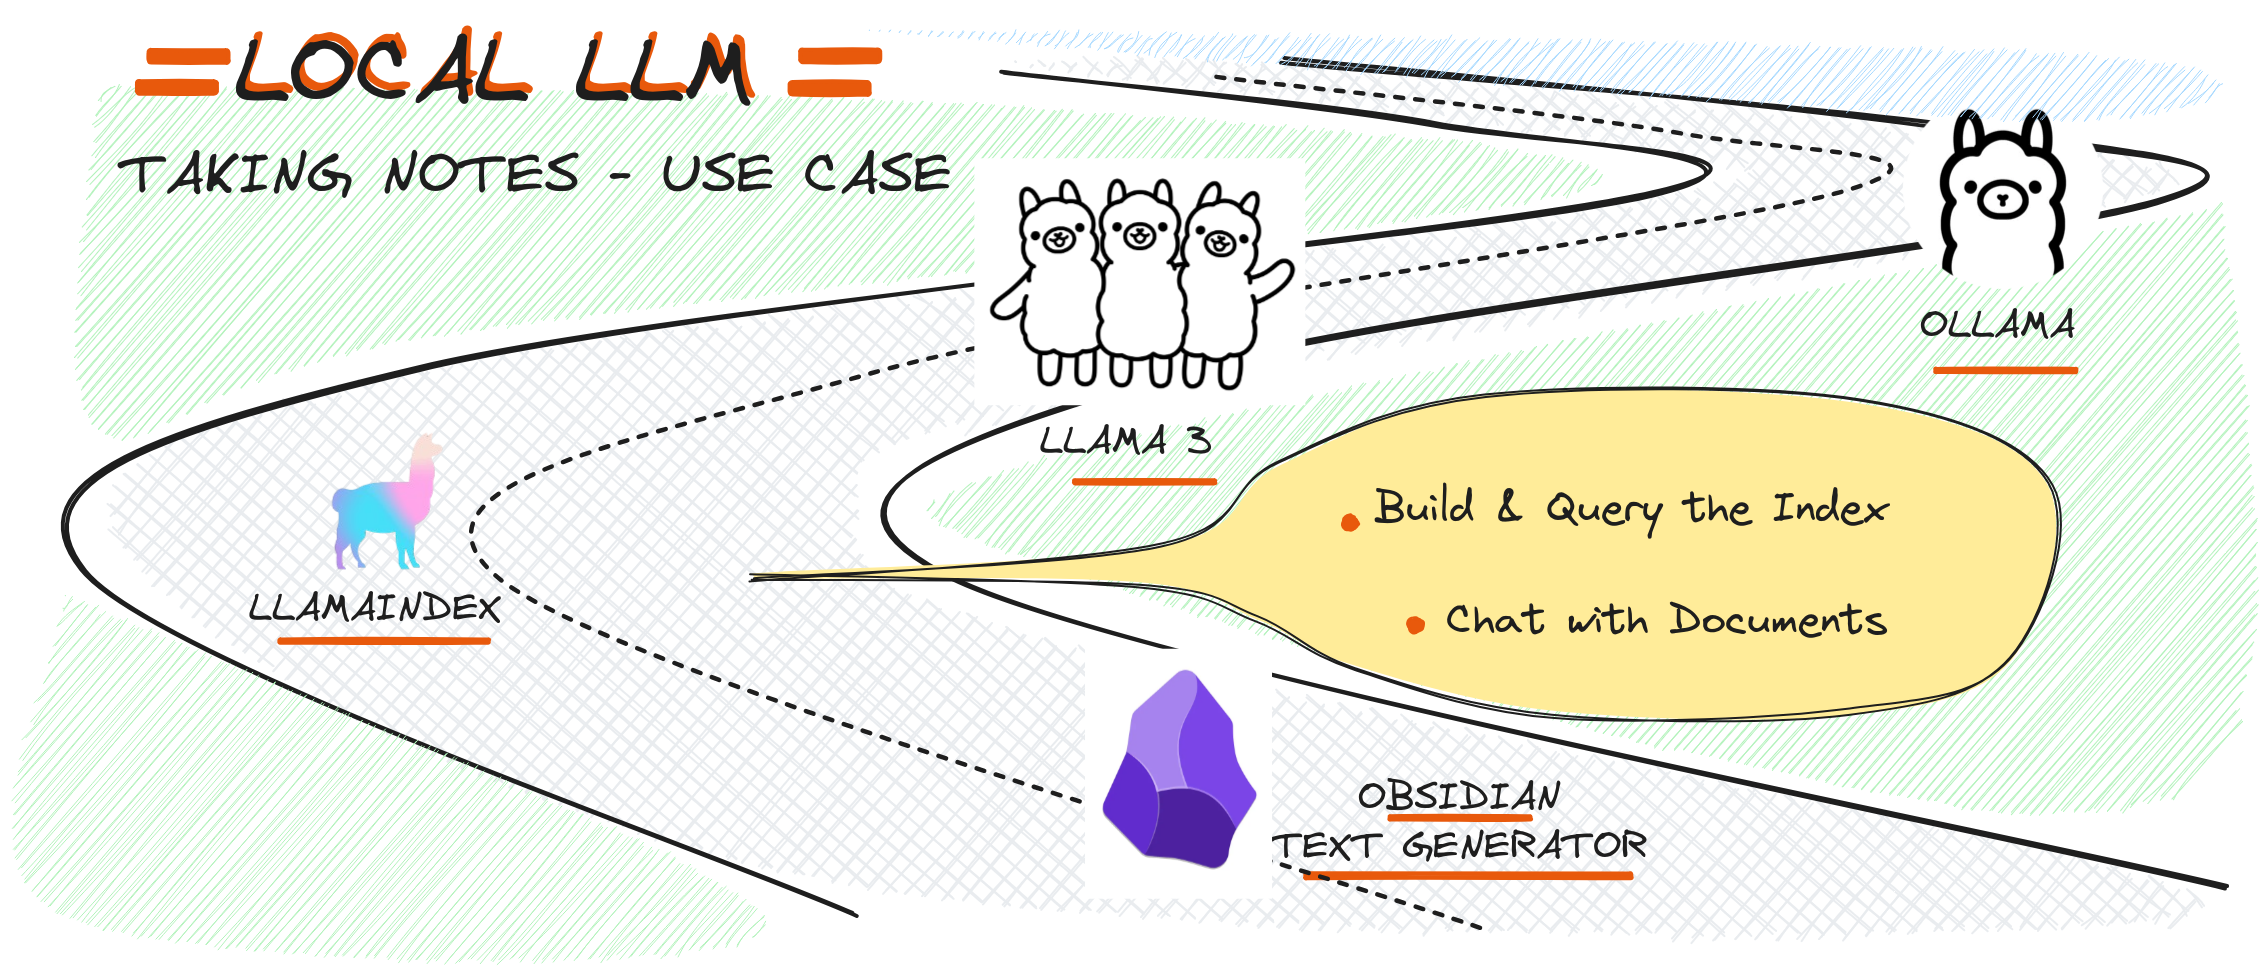 LOCAL LLM
TAKING NOTES - USE CASE
OLLAMA
LLAMA 3
Build & Query the Index
Chat with Documents
LLAMAINDEX
OBSIDIAN
TEXT GENERATOR